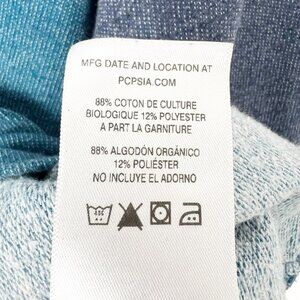 MFG DATE AND LOCATION AT
PCPSIA.COM
88% COTON DE CULTURE
BIOLOGIQUE 12% POLYESTER
A PART LA GARNITURE
88% ALGODÓN ORGÁNICO
12% POLIÉSTER
NO INCLUYE EL ADORNO